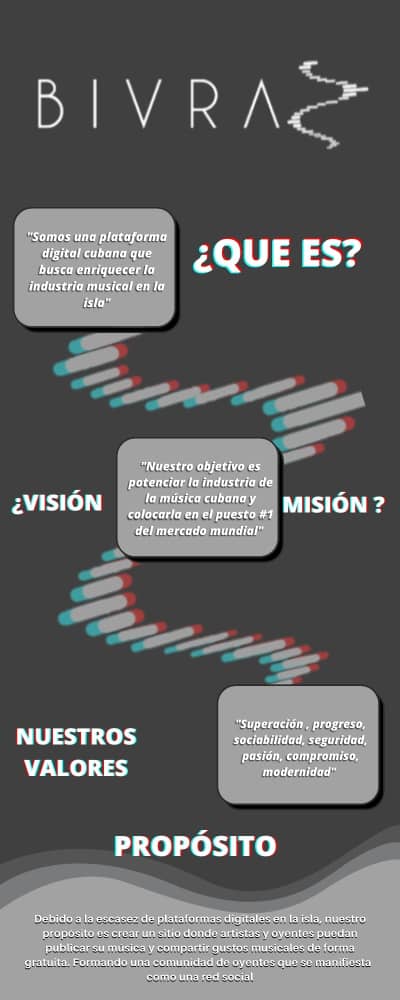 BIVRA
"Somos una plataforma
digital cubana que
busca enriquecer la
industria musical en la
isla"
¿QUE ES?
"Nuestro objetivo es
potenciar la industria de
la música cubana y
colocarla en el puesto #1
del mercado mundial"
¿VISIÓN
MISIÓN ?
NUESTROS
VALORES
"Superación , progreso,
sociabilidad, seguridad,
pasión, compromiso,
modernidad"
PROPÓSITO
Debido a la escasez de plataformas digitales en la isla, nuestro
proposito es crear un sitio donde artistas y oyentes puedan
publicar su música y compartir gustos musicales de forma
gratuita. Formando una comunidad de oyentes que se manifiesta
como una red social